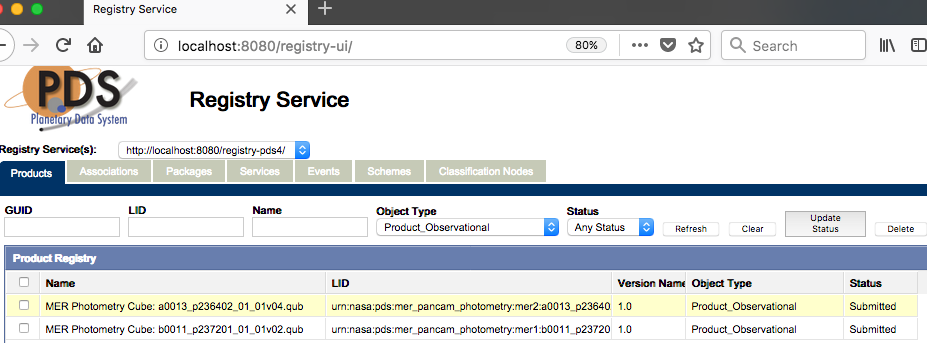 Registry Service
localhost:8080/registry-ui/
80%
Search
PDS
Planetary Data System
Registry Service
Registry Service(s):
http://localhost:8080/registry-pds4/
Products Associations Packages Services Events Schemes Classification Nodes
GUID LID Name Object Type Status
Product_Observational Any Status Refresh Clear Update Status Delete
Product Registry
Name LID Version Name Object Type Status
MER Photometry Cube: a0013_p236402_01_01v04.qub urn:nasa:pds:mer_pancam_photometry:mer2:a0013_p23640 1.0 Product_Observational Submitted
MER Photometry Cube: b0011_p237201_01_01v02.qub urn:nasa:pds:mer_pancam_photometry:mer1:b0011_p23720 1.0 Product_Observational Submitted